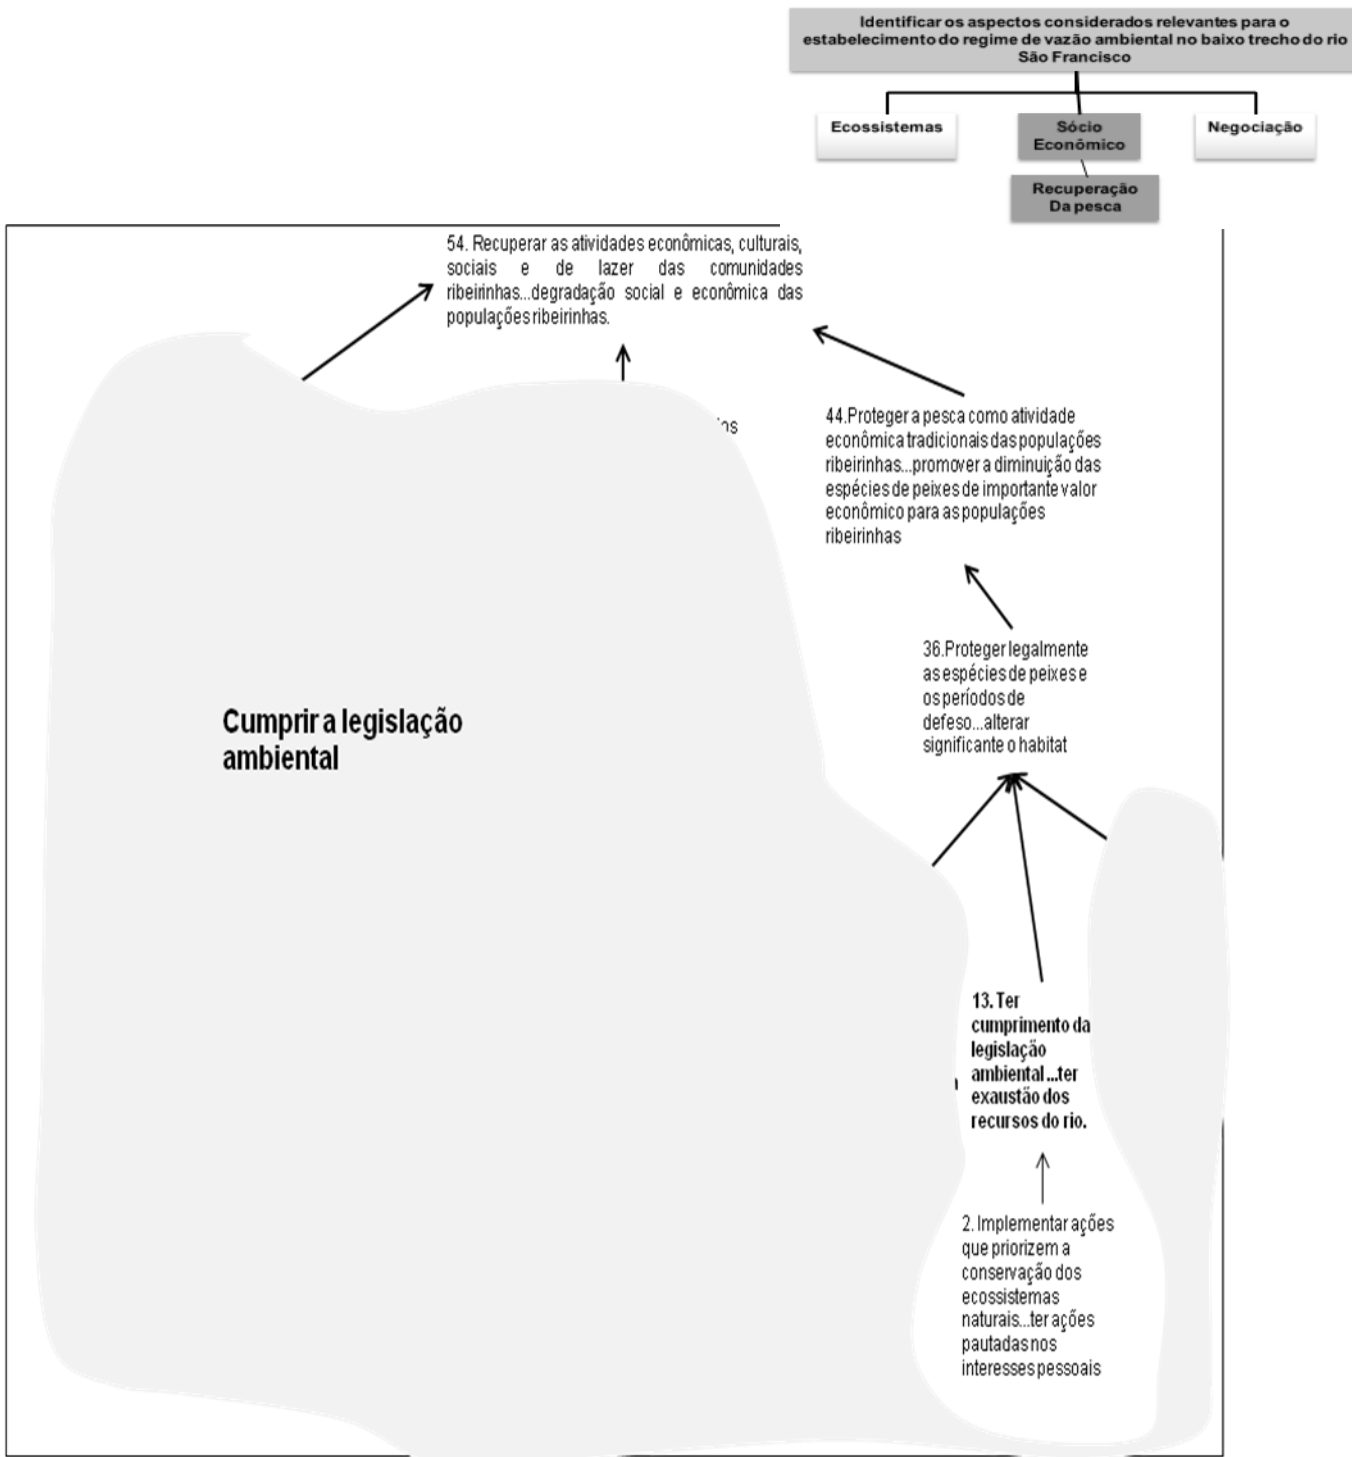 Identificar os aspectos considerados relevantes para o
estabelecimento do regime de vazão ambiental no baixo trecho do rio
São Francisco
Ecossistemas
Sócio
Econômico
Negociação
Recuperação
Da pesca
54. Recuperar as atividades econômicas, culturais,
sociais e de lazer das comunidades
ribeirinhas...degradação social e econômica das
populações ribeirinhas.
44.Proteger a pesca como atividade
econômica tradicionais das populações
ribeirinhas...promover a diminuição das
espécies de peixes de importante valor
econômico para as populações
ribeirinhas
36.Proteger legalmente
as espécies de peixes e
os períodos de
defeso...alterar
significante o habitat
Cumprir a legislação
ambiental
13. Ter
cumprimento da
legislação
ambiental...ter
exaustão dos
recursos do rio.
2. Implementar ações
que priorizem a
conservação dos
ecossistemas
naturais...ter ações
pautadas nos
interesses pessoais